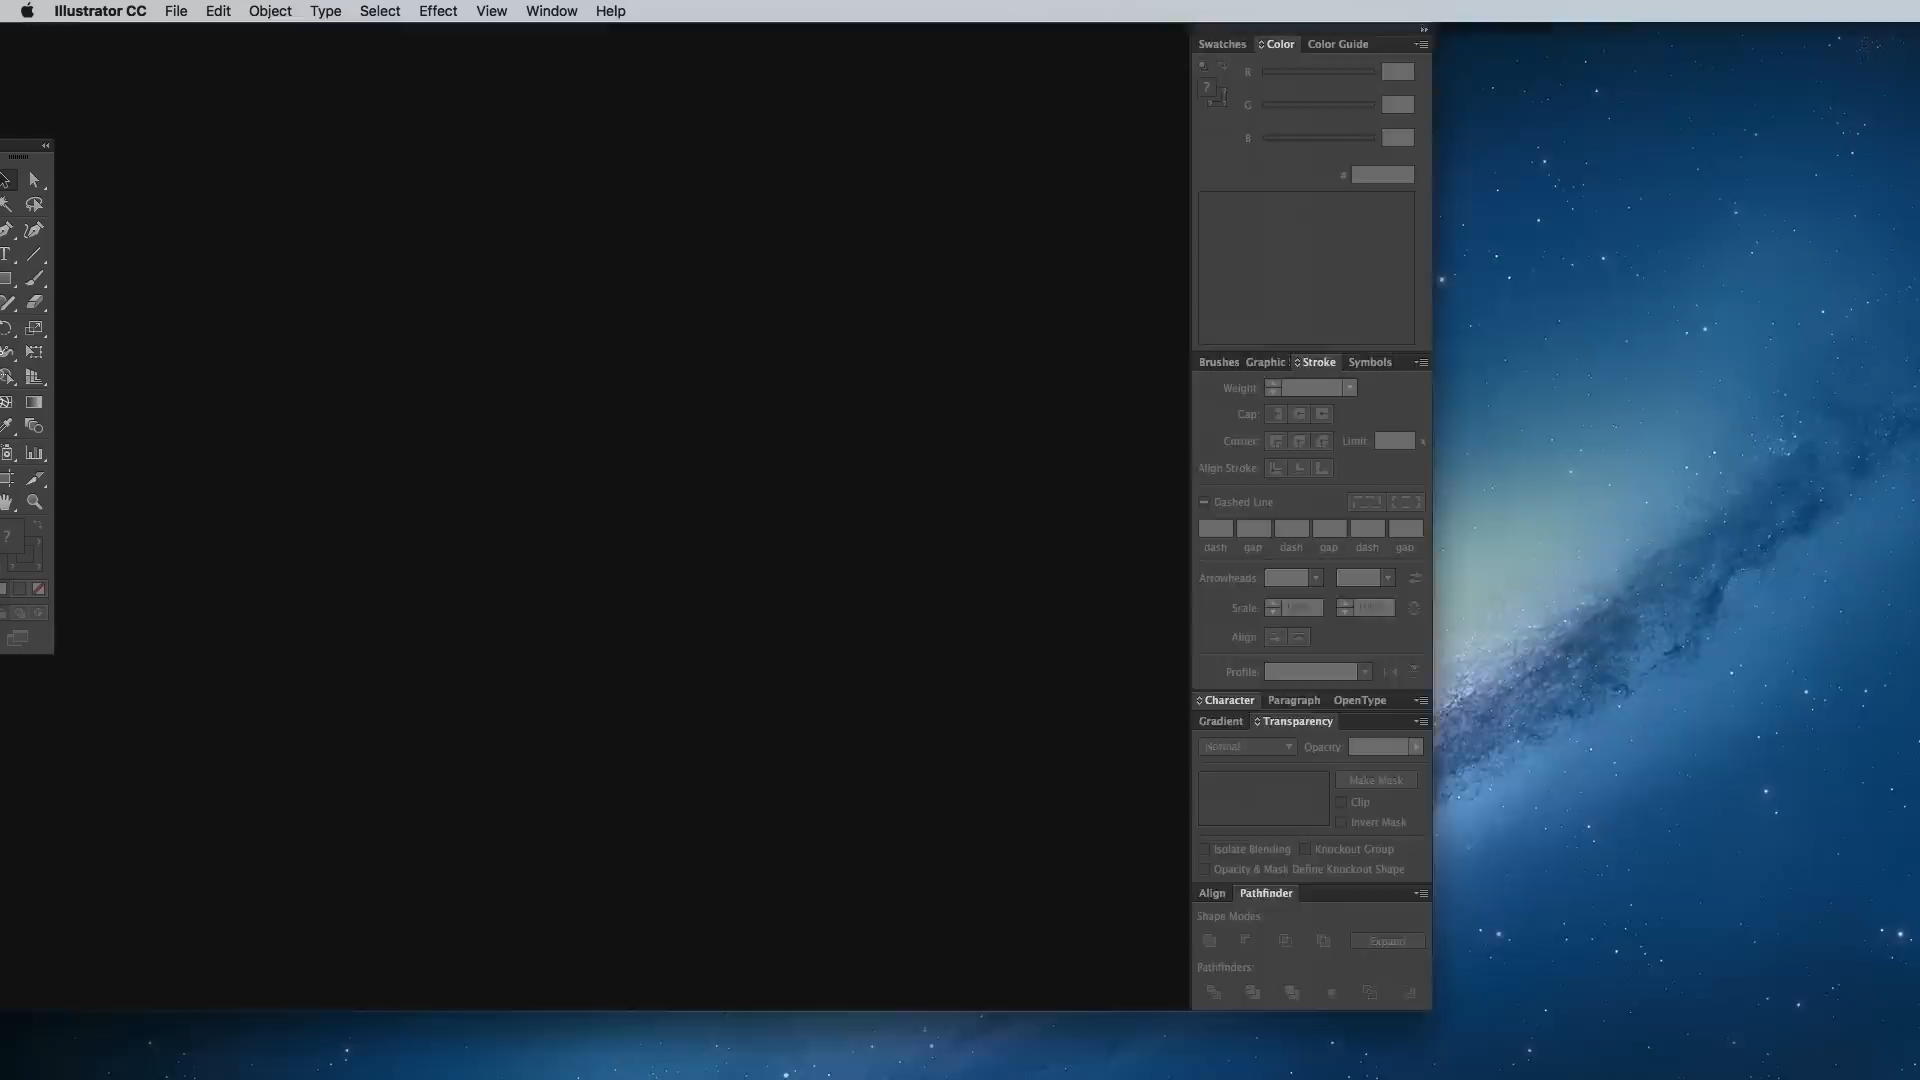 Illustrator CC File Edit Object Type Select Effect View Window Help
Swatches Color Color Guide
R
?
G
B
#
T
Brushes Graphic Stroke Symbols
Weight:
Cap:
Corner: Limit: x
Align Stroke:
Dashed Line
?
dash gap dash gap dash gap
Arrowheads:
Scale:
Align:
Profile:
Character Paragraph OpenType
Gradient Transparency
Normal Opacity:
Make Mask
Clip
Invert Mask
Isolate Blending Knockout Group
Opacity & Mask Define Knockout Shape
Align Pathfinder
Shape Modes:
Expand
Pathfinders: